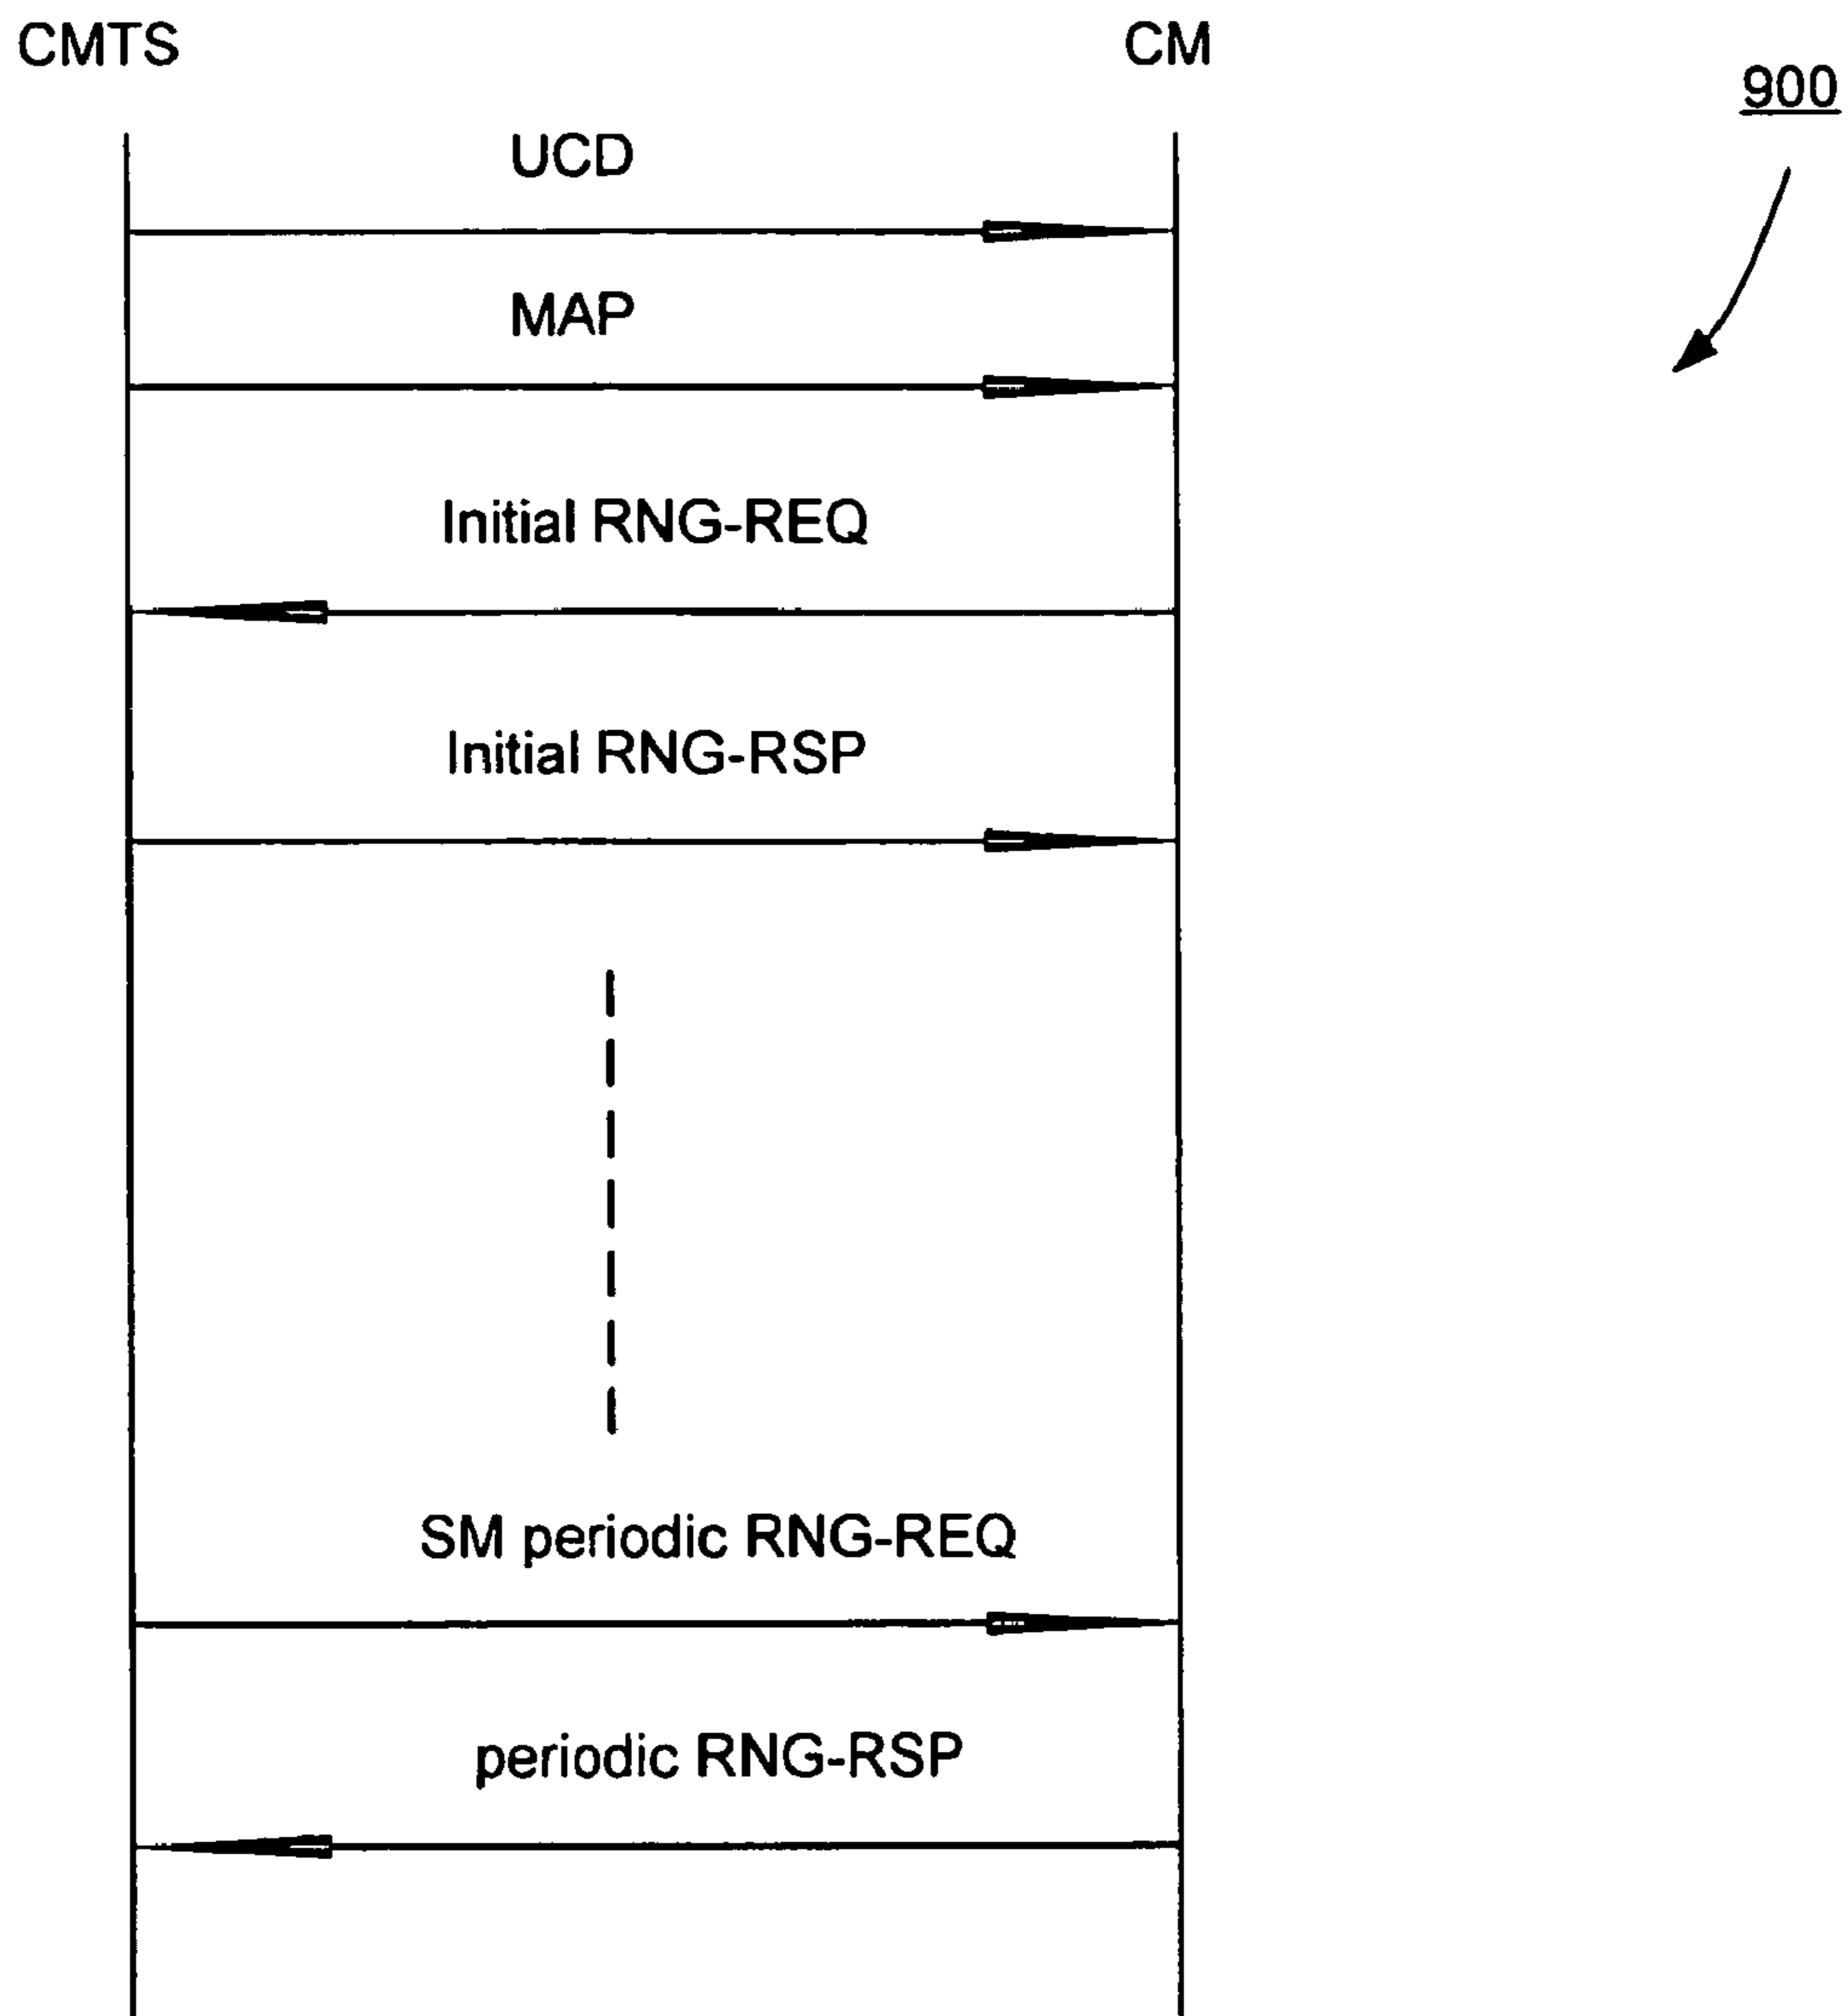 CMTS
CM
900
UCD
MAP
Initial RNG-REQ
Initial RNG-RSP
SM periodic RNG-REQ
periodic RNG-RSP